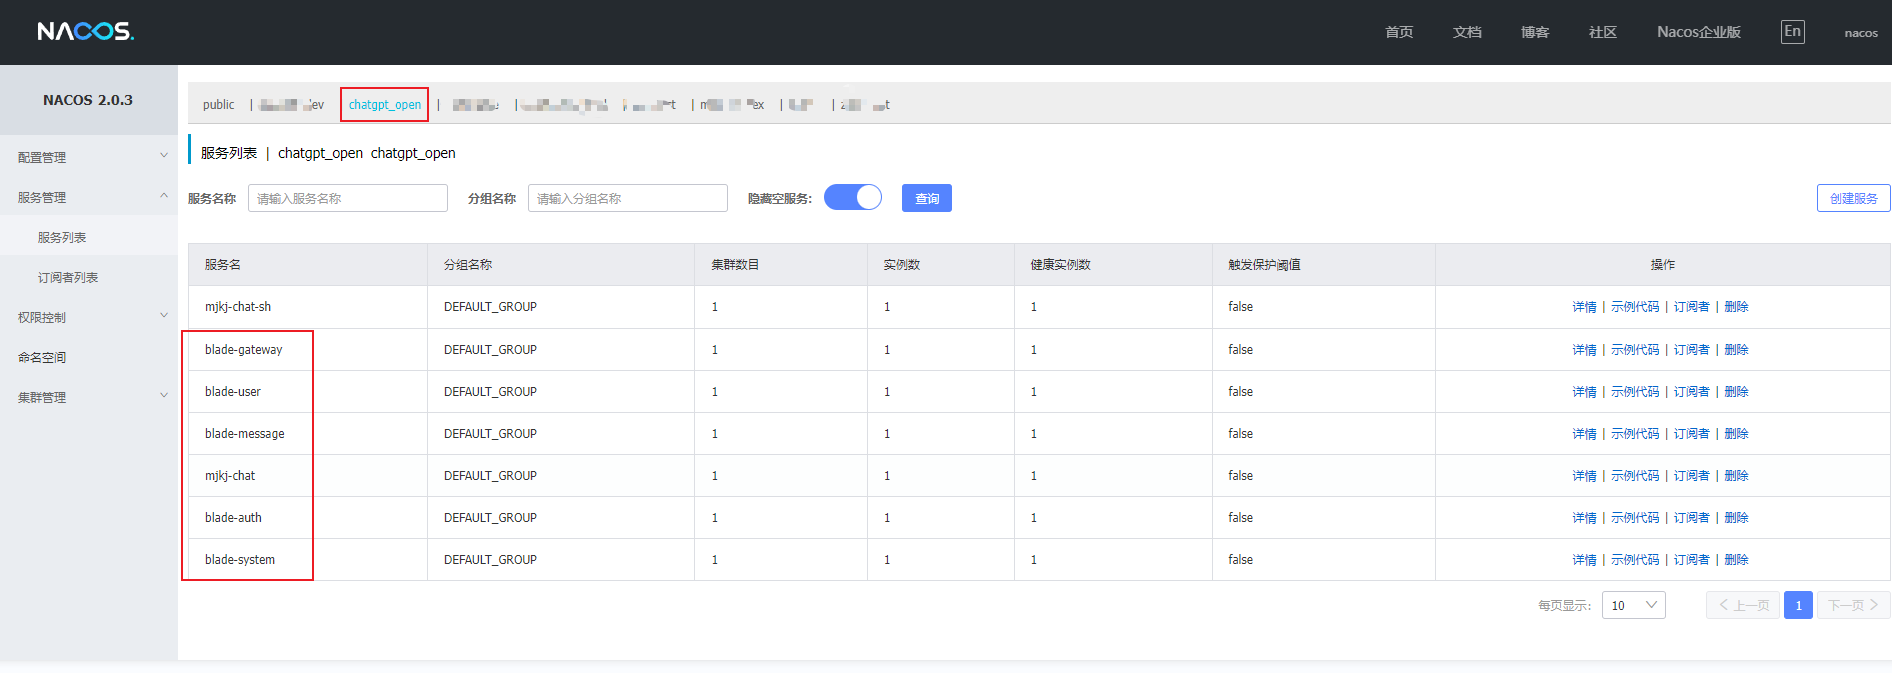 NACOS.
首页 文档 博客 社区 Nacos企业版 En nacos
NACOS 2.0.3
配置管理
服务管理
服务列表
订阅者列表
权限控制
命名空间
集群管理
public | ev chatgpt_open | | | t | m ex | | z t
服务列表 | chatgpt_open chatgpt_open
服务名称 请输入服务名称 分组名称 请输入分组名称 隐藏空服务: 查询 创建服务
服务名 分组名称 集群数目 实例数 健康实例数 触发保护阈值 操作
mjkj-chat-sh DEFAULT_GROUP 1 1 1 false 详情 | 示例代码 | 订阅者 | 删除
blade-gateway DEFAULT_GROUP 1 1 1 false 详情 | 示例代码 | 订阅者 | 删除
blade-user DEFAULT_GROUP 1 1 1 false 详情 | 示例代码 | 订阅者 | 删除
blade-message DEFAULT_GROUP 1 1 1 false 详情 | 示例代码 | 订阅者 | 删除
mjkj-chat DEFAULT_GROUP 1 1 1 false 详情 | 示例代码 | 订阅者 | 删除
blade-auth DEFAULT_GROUP 1 1 1 false 详情 | 示例代码 | 订阅者 | 删除
blade-system DEFAULT_GROUP 1 1 1 false 详情 | 示例代码 | 订阅者 | 删除
每页显示: 10 上一页 1 下一页